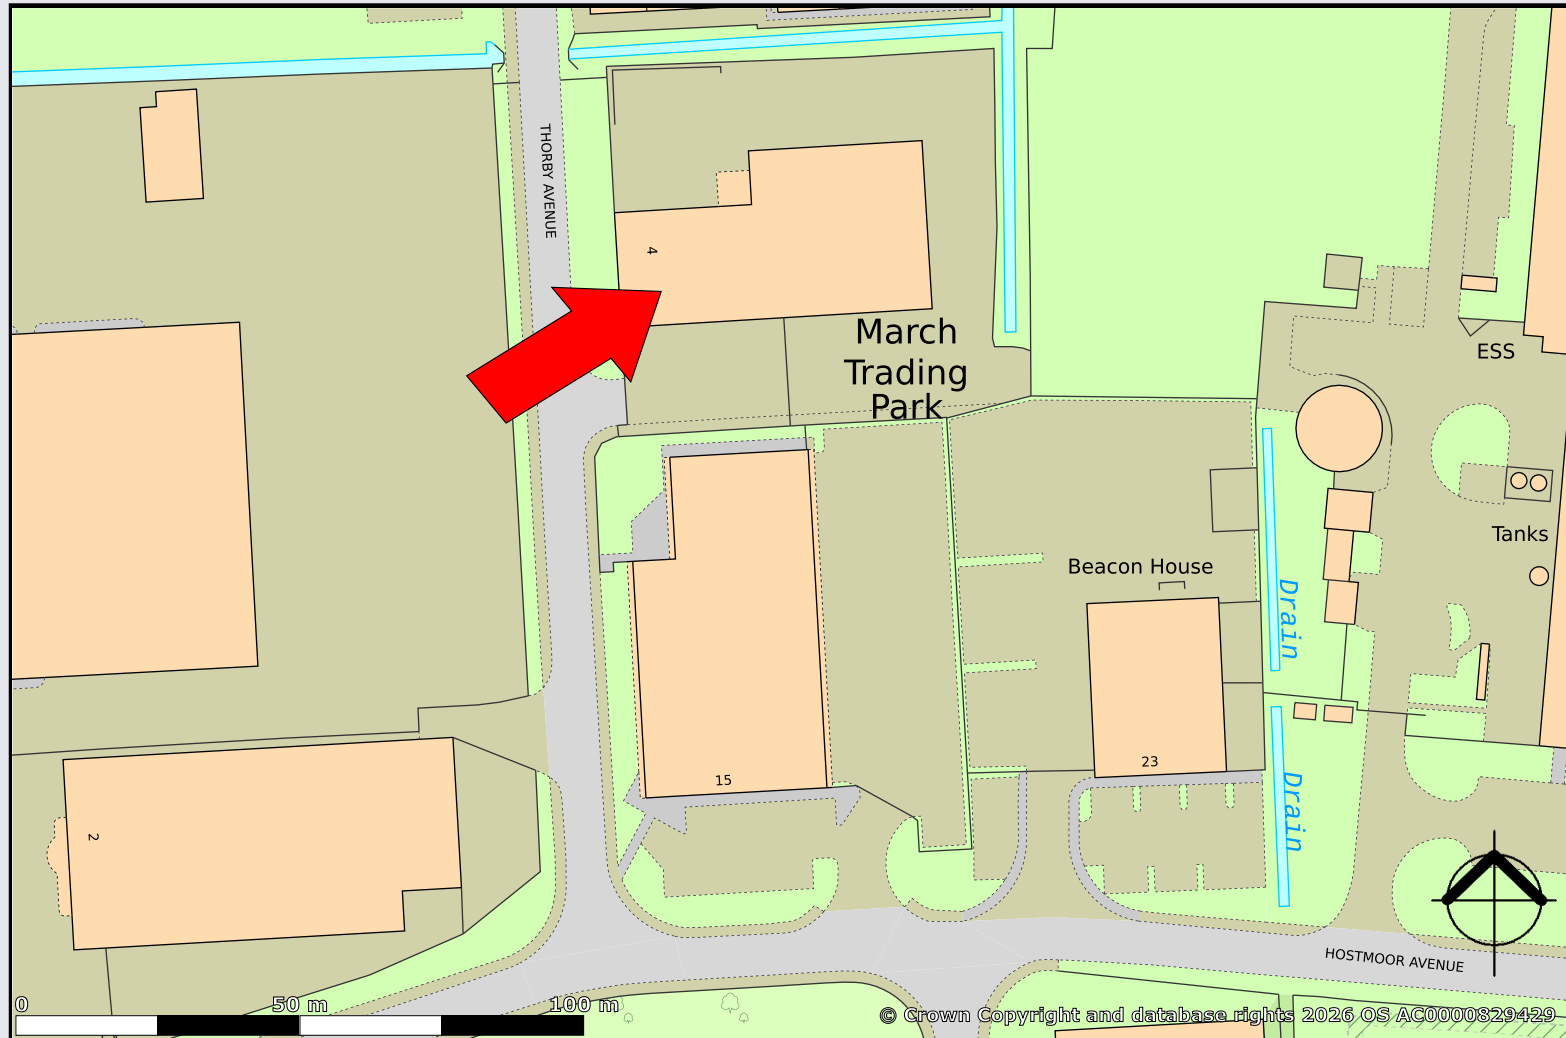 THORBY AVENUE
4
March
Trading
Park
ESS
Tanks
Beacon House
Drain
23
15
Drain
2
HOSTMOOR AVENUE
0 50 m 100 m
© Crown Copyright and database rights 2026 OS AC0000829429